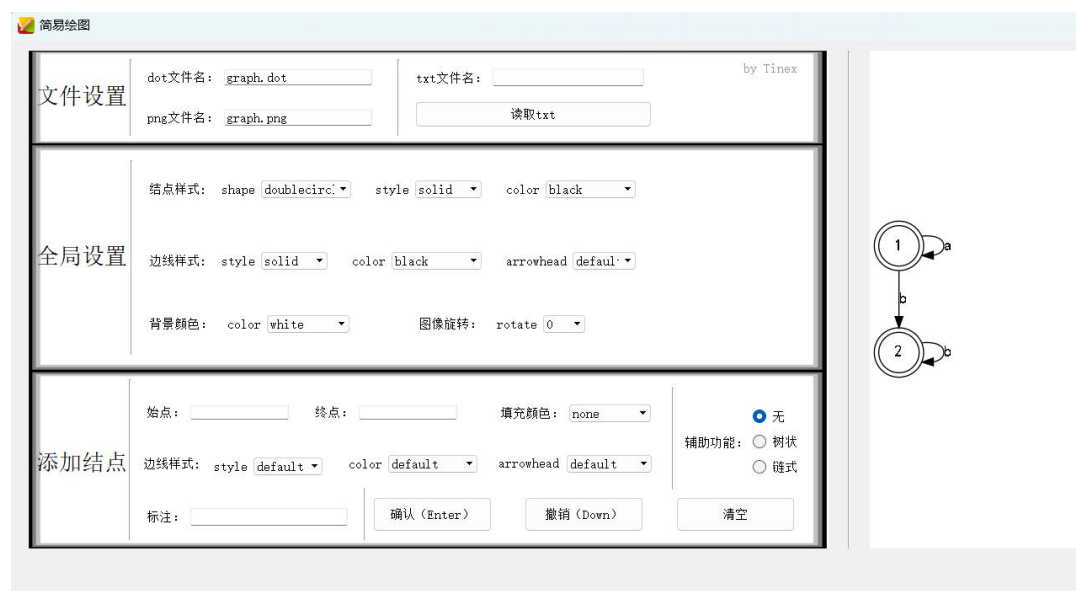 简易绘图
文件设置
dot文件名： graph.dot
txt文件名：
by Tinex
png文件名： graph.png
读取txt
全局设置
结点样式： shape doublecirc style solid color black
边线样式： style solid color black arrowhead defaul
背景颜色： color white 图像旋转： rotate 0
添加结点
始点： 终点： 填充颜色： none
边线样式： style default color default arrowhead default
辅助功能： 无
树状
链式
标注： 确认（Enter） 撤销（Down） 清空
1 a
b
2 b